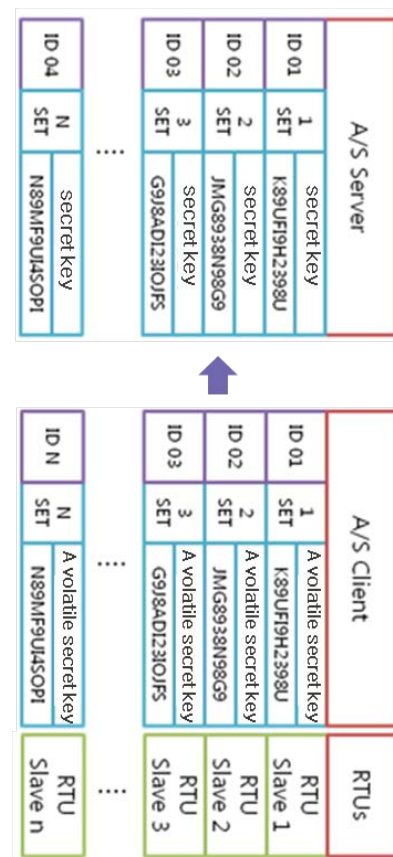 A/S Server
ID 01
1
SET
secret key
K89UFI9H2398U
ID 02
2
SET
secret key
JMG8938N98G9
ID 03
3
SET
secret key
G9J8ADI23IOJFS
....
ID 04
N
SET
secret key
N89MF9UI4SOPI
A/S Client
RTUs
ID 01
1
SET
A volatile secret key
K89UFI9H2398U
RTU
Slave 1
ID 02
2
SET
A volatile secret key
JMG8938N98G9
RTU
Slave 2
ID 03
3
SET
A volatile secret key
G9J8ADI23IOJFS
RTU
Slave 3
....
....
ID N
N
SET
A volatile secret key
N89MF9UI4SOPI
RTU
Slave n